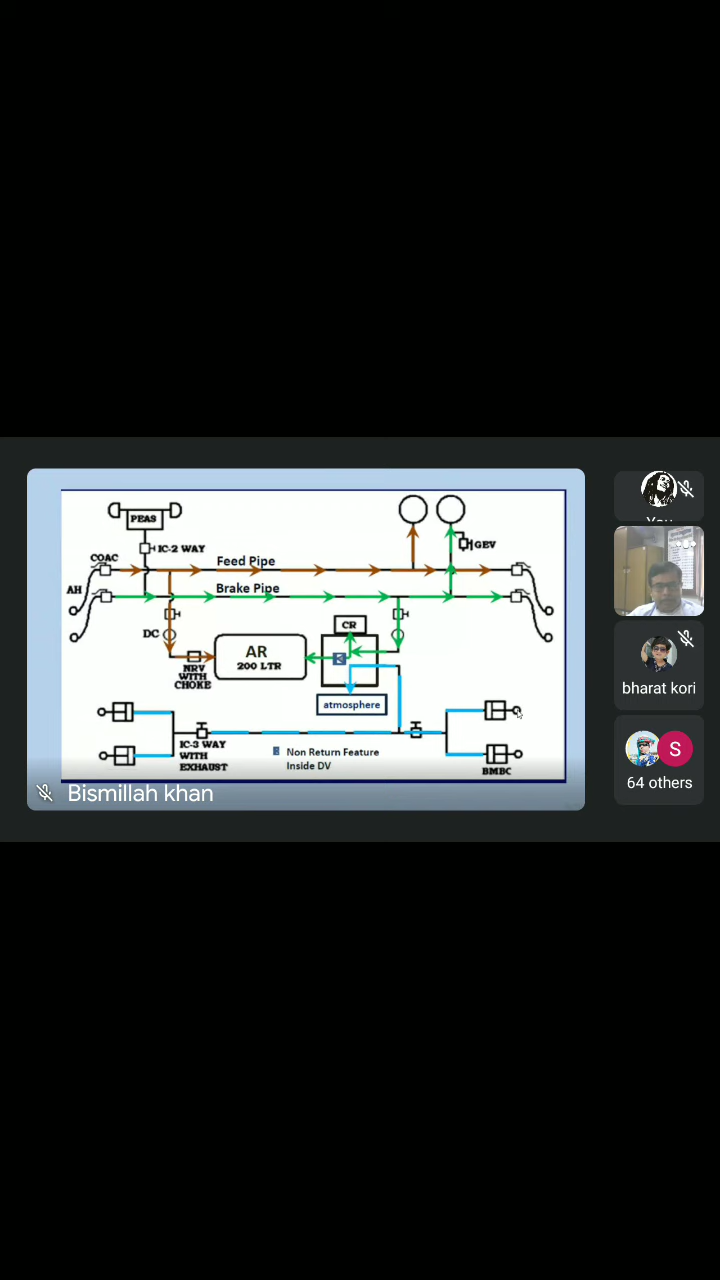 PEAS
IC-2 WAY
GEV
COAC
Feed Pipe
AH
Brake Pipe
CR
DC
AR
200 LTR
NRV
WITH
CHOKE
atmosphere
IC-3 WAY
WITH
EXHAUST
Non Return Feature
Inside DV
BMBC
Bismillah khan
bharat kori
S
64 others